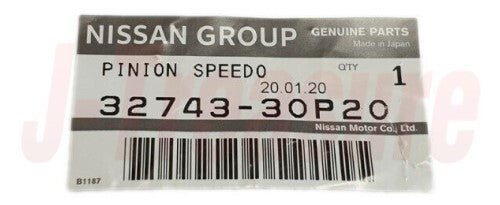 NISSAN GROUP
GENUINE PARTS
Made in Japan
PINION SPEEDO
Q'TY
1
20.01.20
32743-30P20
Nissan Motor Co., Ltd.
B1187